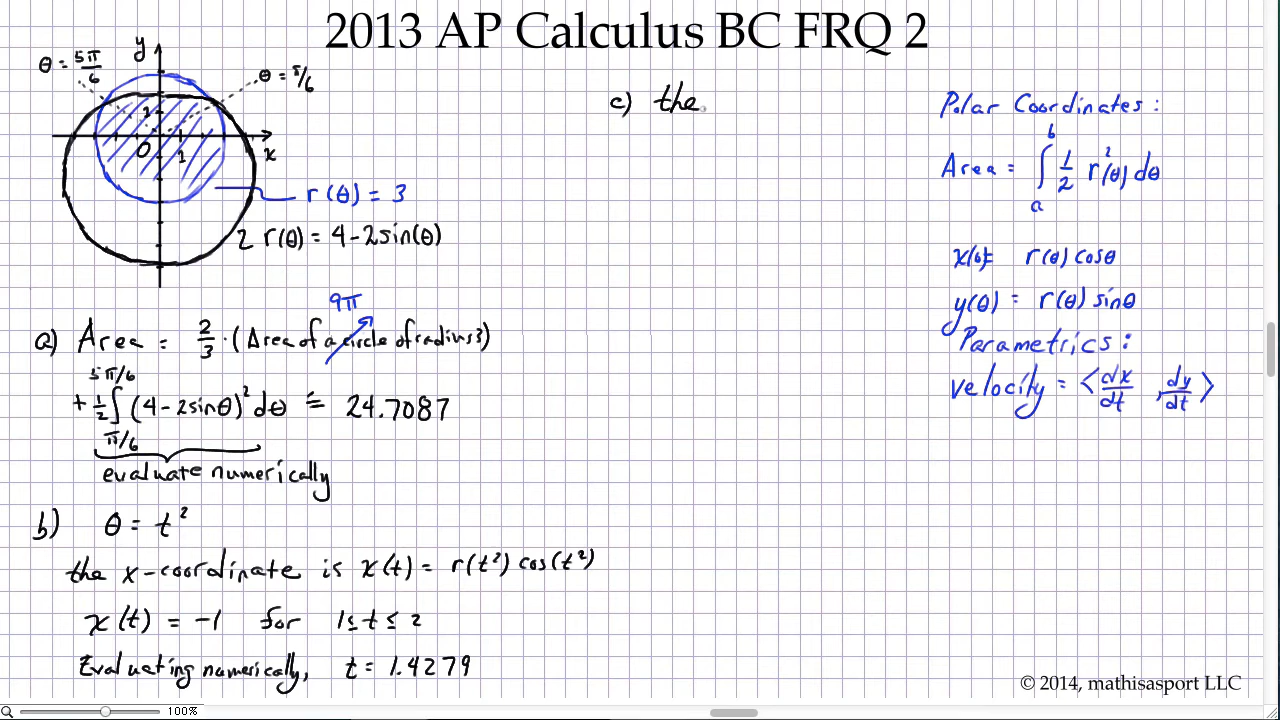 2013 AP Calculus BC FRQ 2
y
θ = 5π/6
θ = π/6
1
0
1
x
r(θ) = 3
2 r(θ) = 4-2sin(θ)
9π
a) Area = 2/3 · (Area of a circle of radius 3)
+ 1/2 ∫ 5π/6 π/6 (4-2sinθ)² dθ ≅ 24.7087
evaluate numerically
b) θ = t²
the x-coordinate is x(t) = r(t²) cos(t²)
x(t) = -1 for 1 ≤ t ≤ 2
Evaluating numerically, t = 1.4279
c) the
Polar Coordinates:
Area = ∫ b a 1/2 r²(θ) dθ
x(θ)= r(θ) cosθ
y(θ) = r(θ) sinθ
Parametrics:
velocity = < dx/dt , dy/dt >
© 2014, mathisasport LLC
100%